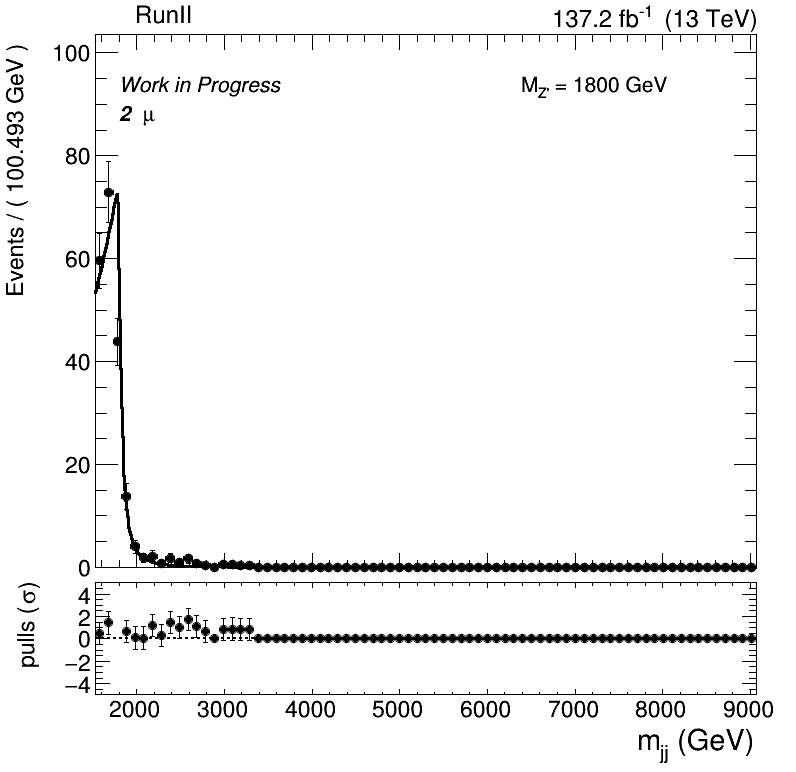 RunII
137.2 fb⁻¹ (13 TeV)
Events / ( 100.493 GeV )
100
80
60
40
20
0
Work in Progress
2 μ
M_Z' = 1800 GeV
pulls (σ)
4
2
0
−2
−4
2000 3000 4000 5000 6000 7000 8000 9000
m_jj (GeV)